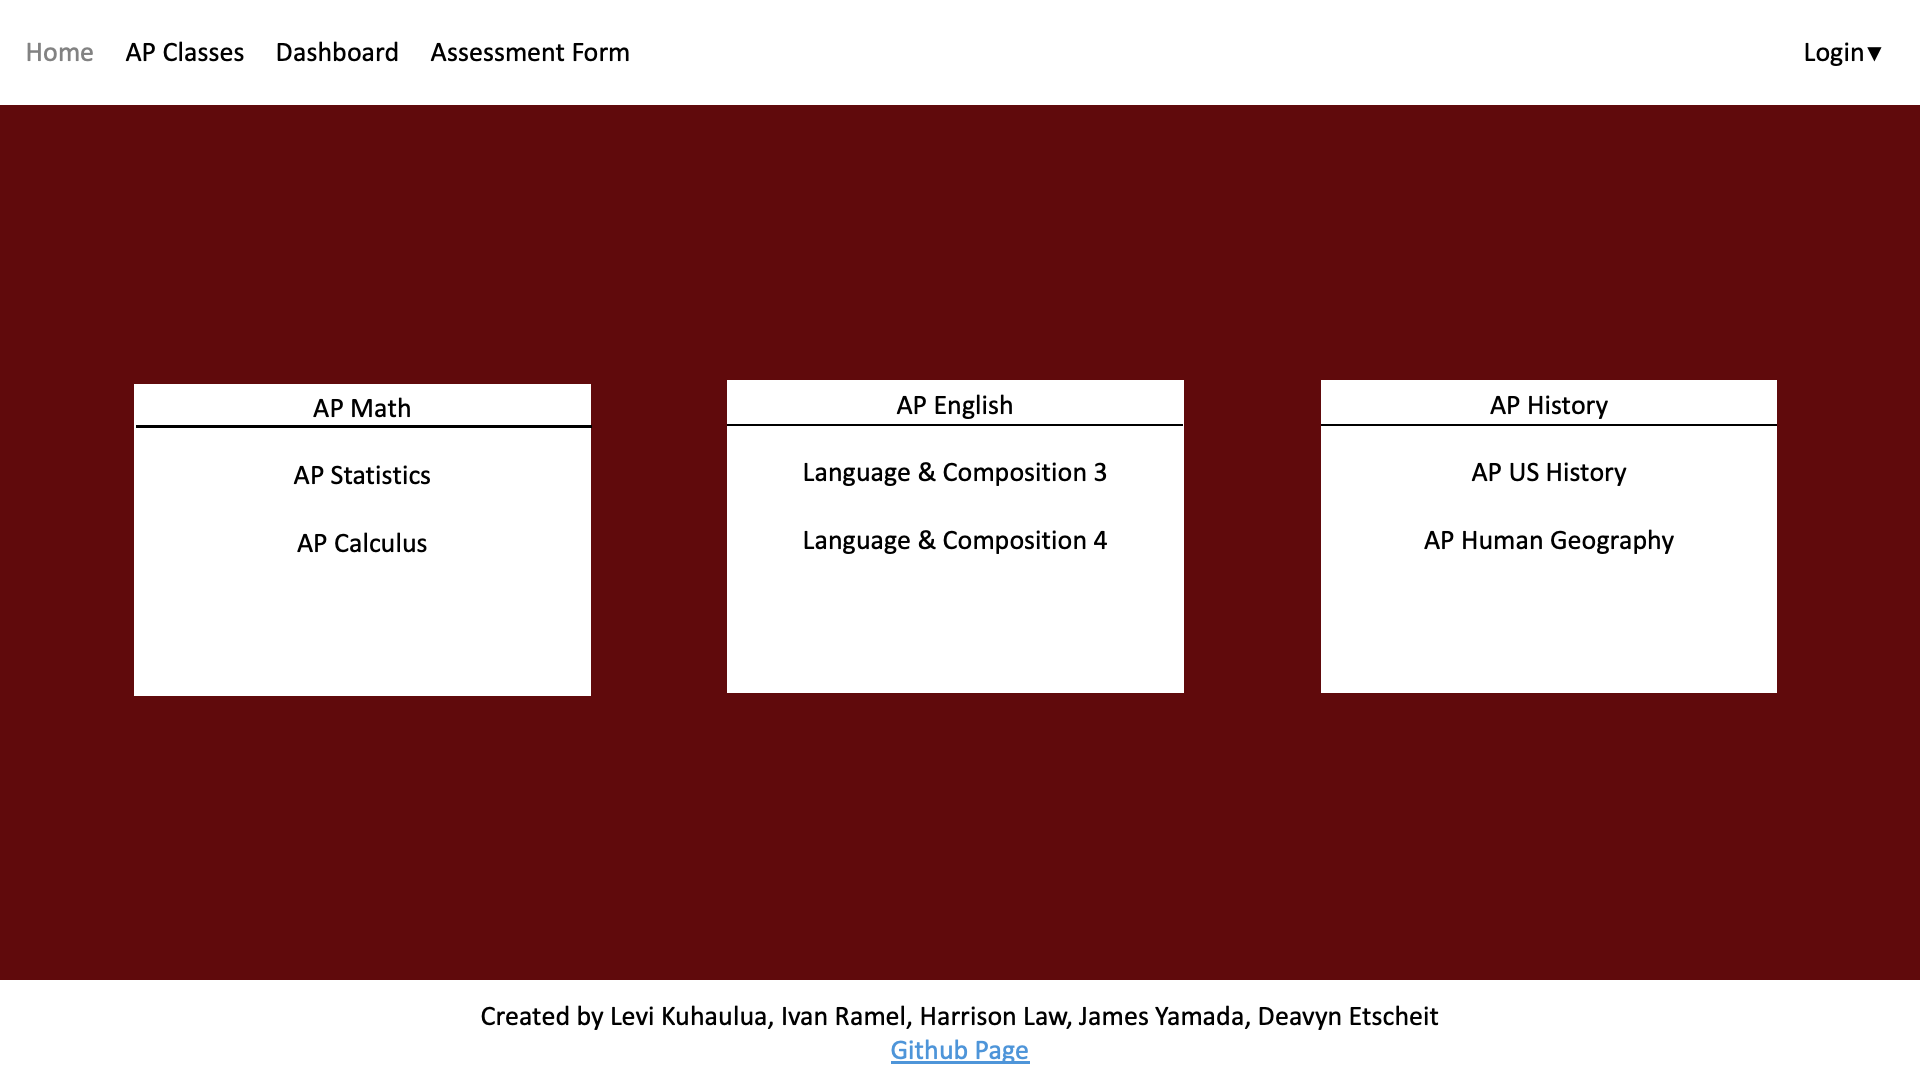 Home AP Classes Dashboard Assessment Form Login▼
AP Math
AP Statistics
AP Calculus
AP English
Language & Composition 3
Language & Composition 4
AP History
AP US History
AP Human Geography
Created by Levi Kuhaulua, Ivan Ramel, Harrison Law, James Yamada, Deavyn Etscheit
Github Page